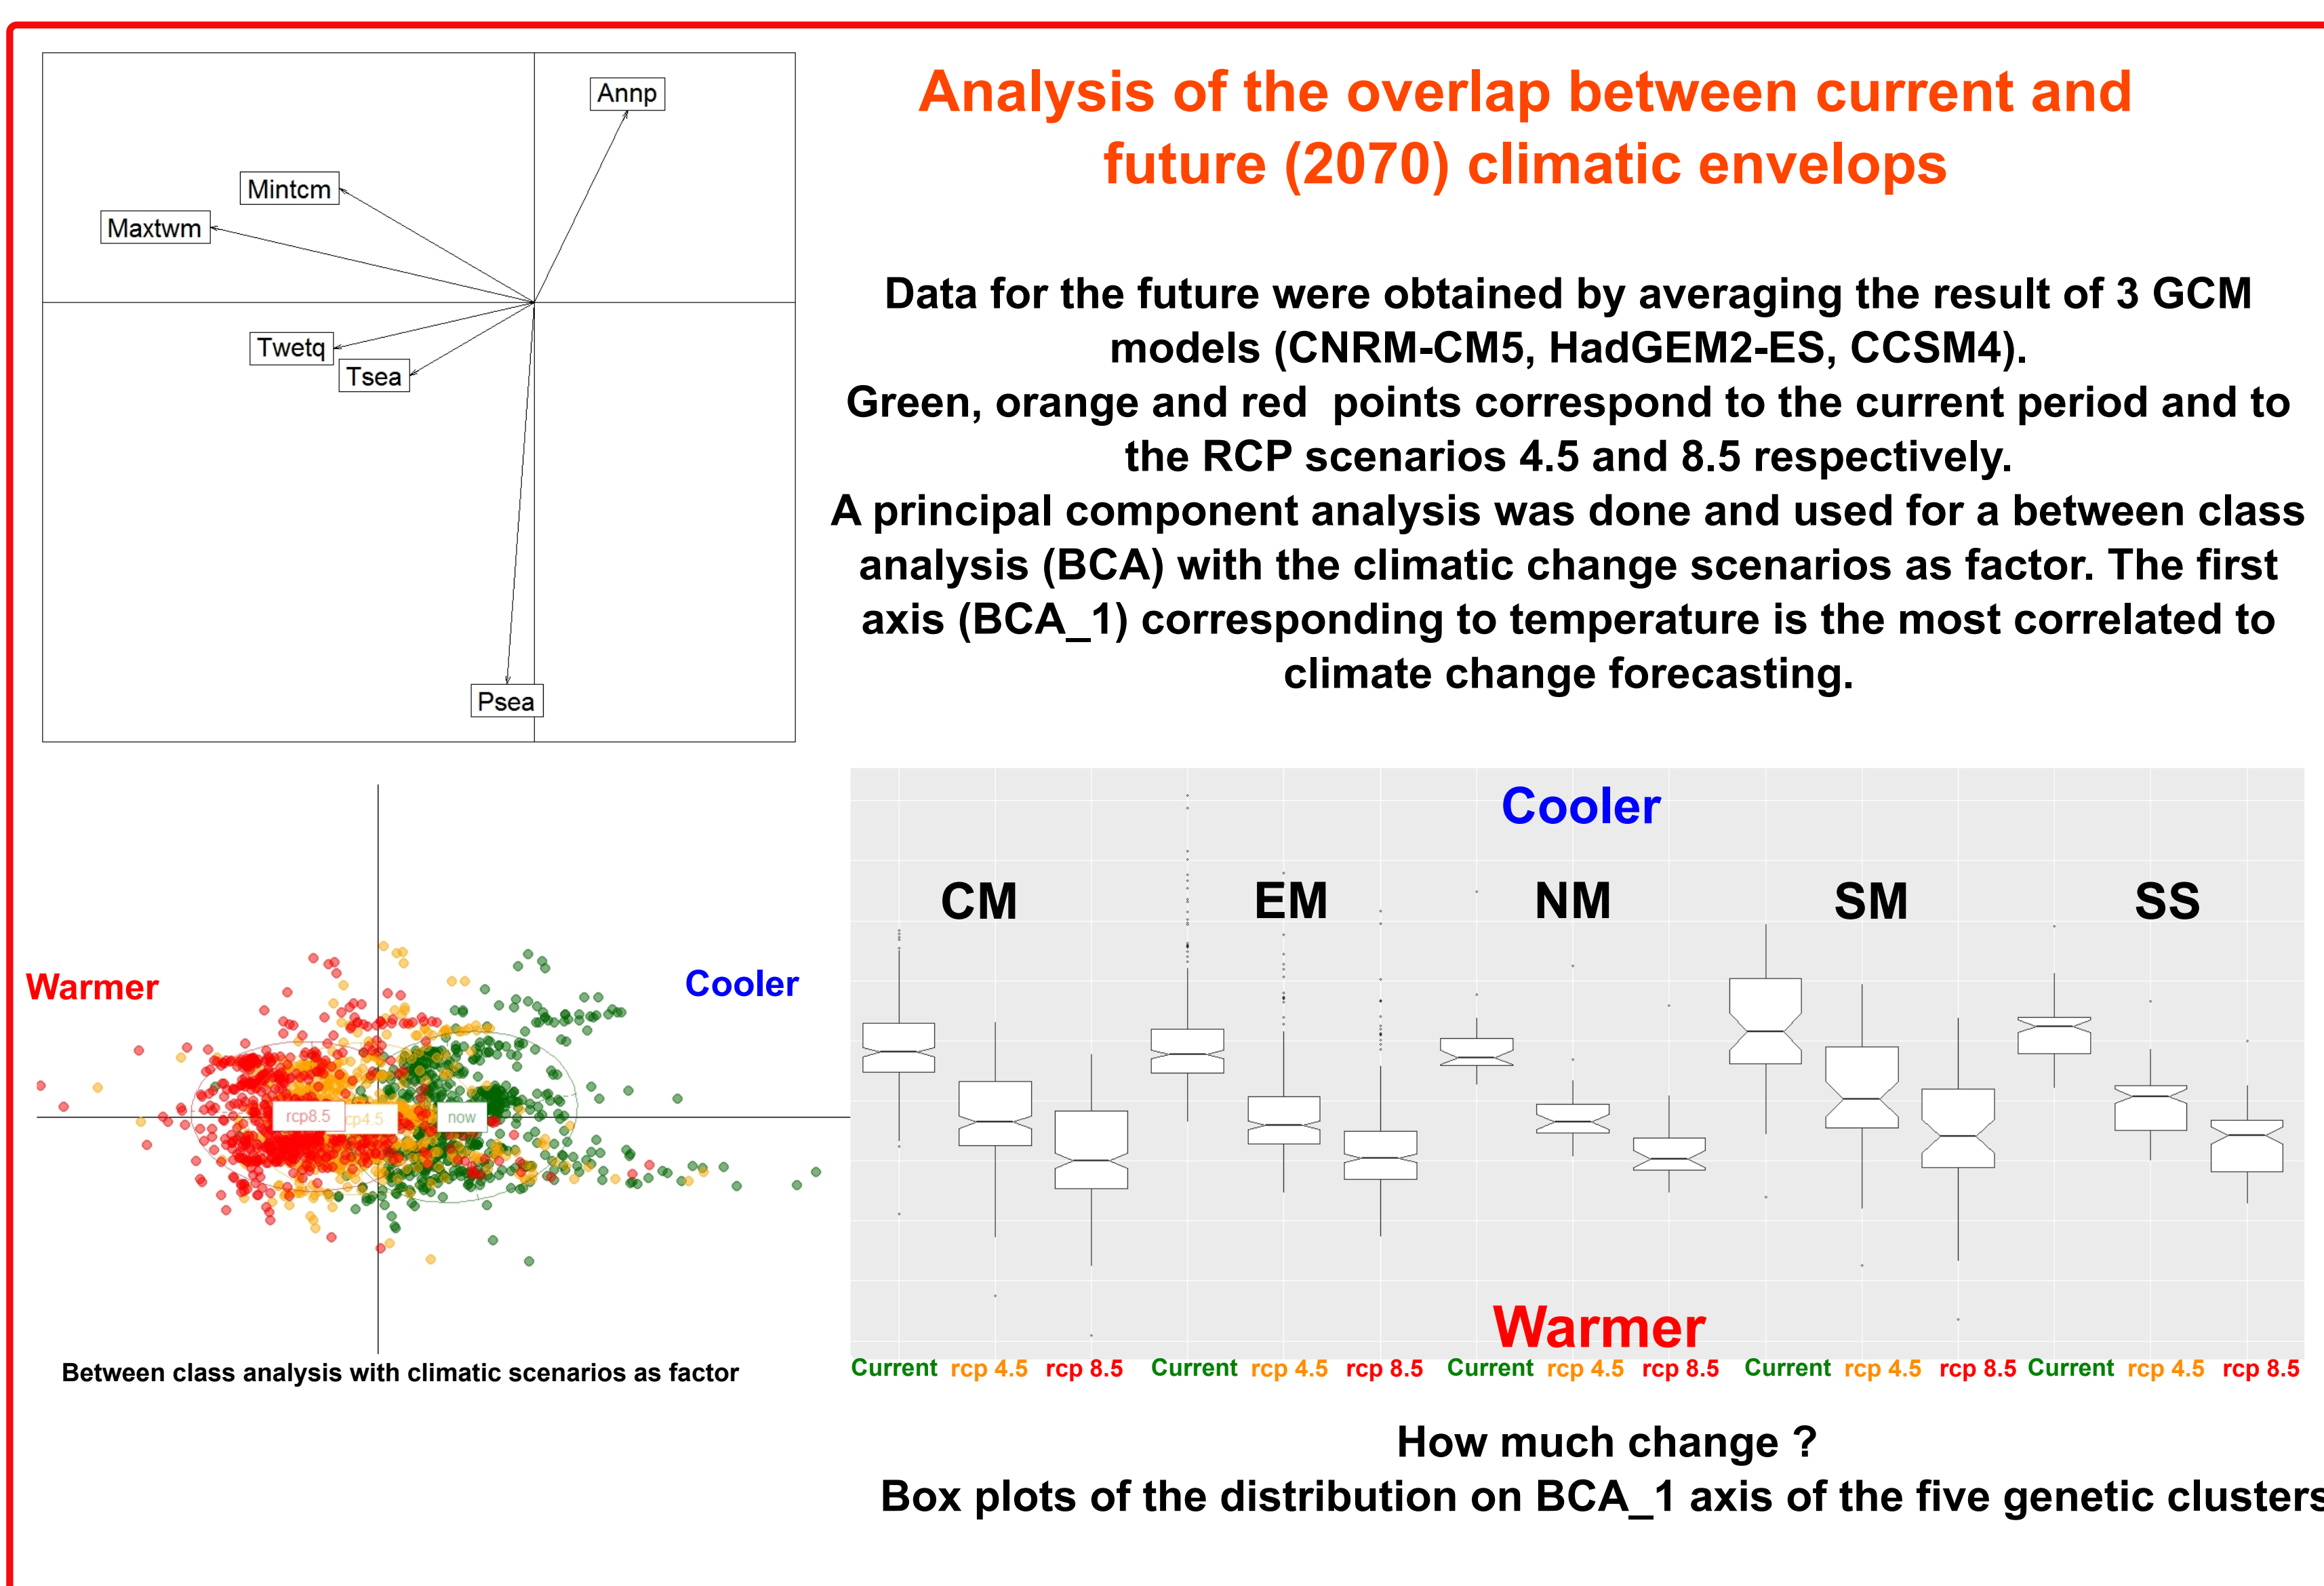 Analysis of the overlap between current and
future (2070) climatic envelops
Annp
Mintcm
Maxtwm
Twetq
Tsea
Psea
Data for the future were obtained by averaging the result of 3 GCM
models (CNRM-CM5, HadGEM2-ES, CCSM4).
Green, orange and red points correspond to the current period and to
the RCP scenarios 4.5 and 8.5 respectively.
A principal component analysis was done and used for a between class
analysis (BCA) with the climatic change scenarios as factor. The first
axis (BCA_1) corresponding to temperature is the most correlated to
climate change forecasting.
Warmer
Cooler
rcp8.5 cp4.5 now
Between class analysis with climatic scenarios as factor
Cooler
CM EM NM SM SS
Warmer
Current rcp 4.5 rcp 8.5 Current rcp 4.5 rcp 8.5 Current rcp 4.5 rcp 8.5 Current rcp 4.5 rcp 8.5 Current rcp 4.5 rcp 8.5
How much change ?
Box plots of the distribution on BCA_1 axis of the five genetic clusters